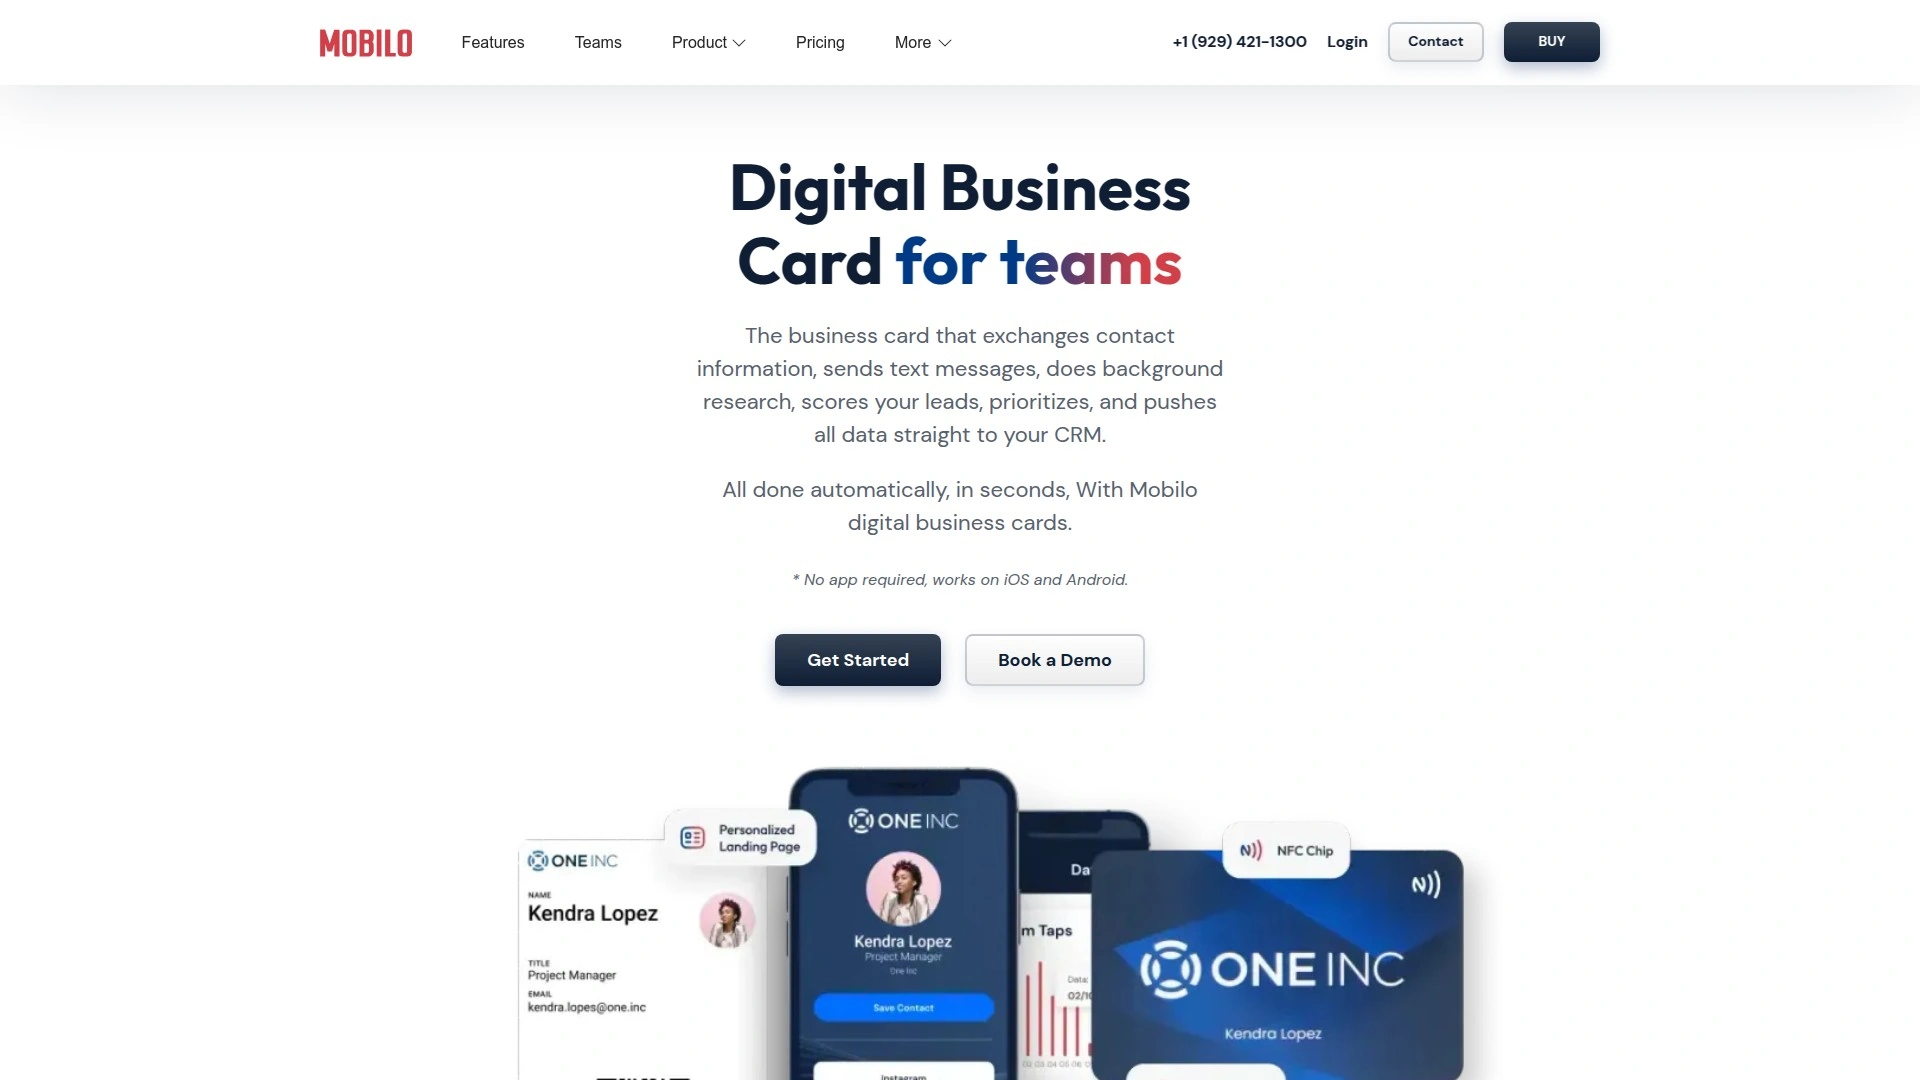 MOBILO
Features
Teams
Product
Pricing
More
+1 (929) 421-1300
Login
Contact
BUY
Digital Business
Card for teams
The business card that exchanges contact
information, sends text messages, does background
research, scores your leads, prioritizes, and pushes
all data straight to your CRM.
All done automatically, in seconds, With Mobilo
digital business cards.
* No app required, works on iOS and Android.
Get Started
Book a Demo
ONE INC
NAME
Kendra Lopez
TITLE
Project Manager
EMAIL
kendra.lopes@one.inc
Personalized
Landing Page
ONE INC
Kendra Lopez
Project Manager
One Inc
Save Contact
Instagram
Da
m Taps
Data:
02/10
NFC Chip
N
ONE INC
Kendra Lopez